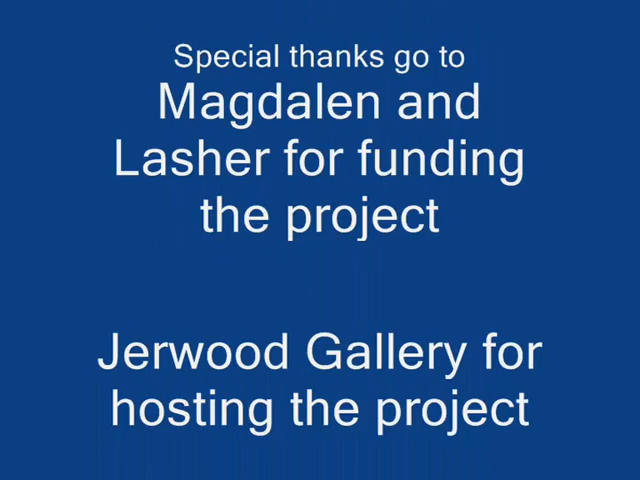 Special thanks go to
Magdalen and
Lasher for funding
the project
Jerwood Gallery for
hosting the project